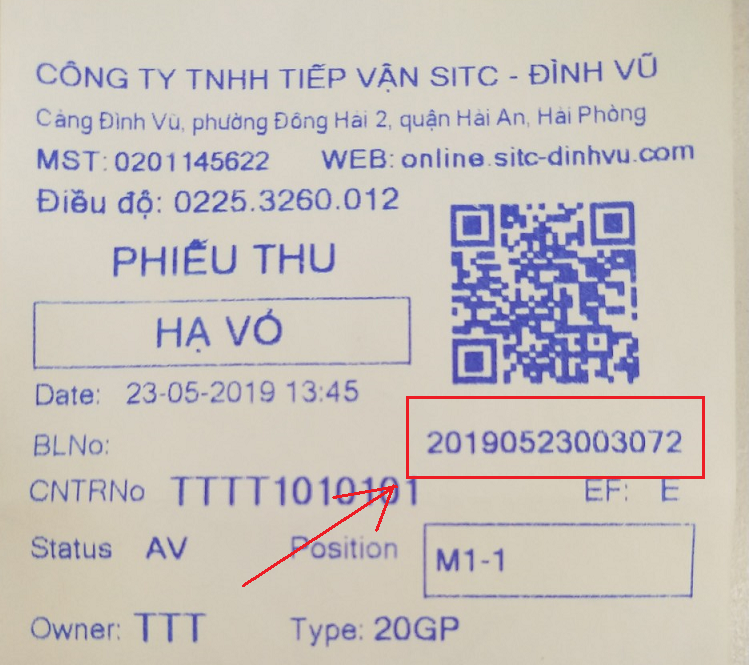 CÔNG TY TNHH TIẾP VẬN SITC - ĐÌNH VŨ
Cảng Đình Vũ, phường Đông Hải 2, quận Hải An, Hải Phòng
MST: 0201145622 WEB: online.sitc-dinhvu.com
Điều độ: 0225.3260.012
PHIẾU THU
HẠ VỎ
Date: 23-05-2019 13:45
BLNo: 20190523003072
CNTRNo TTTT1010101 EF: E
Status AV Position M1-1
Owner: TTT Type: 20GP